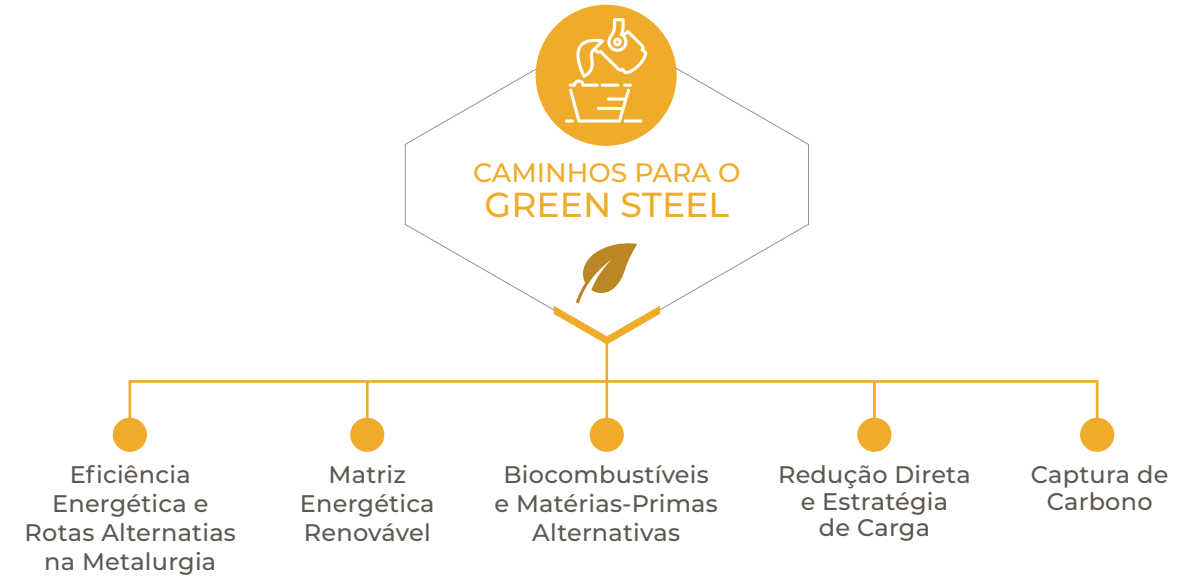 CAMINHOS PARA O
GREEN STEEL
Eficiência
Energética e
Rotas Alternatias
na Metalurgia
Matriz
Energética
Renovável
Biocombustíveis
e Matérias-Primas
Alternativas
Redução Direta
e Estratégia
de Carga
Captura de
Carbono